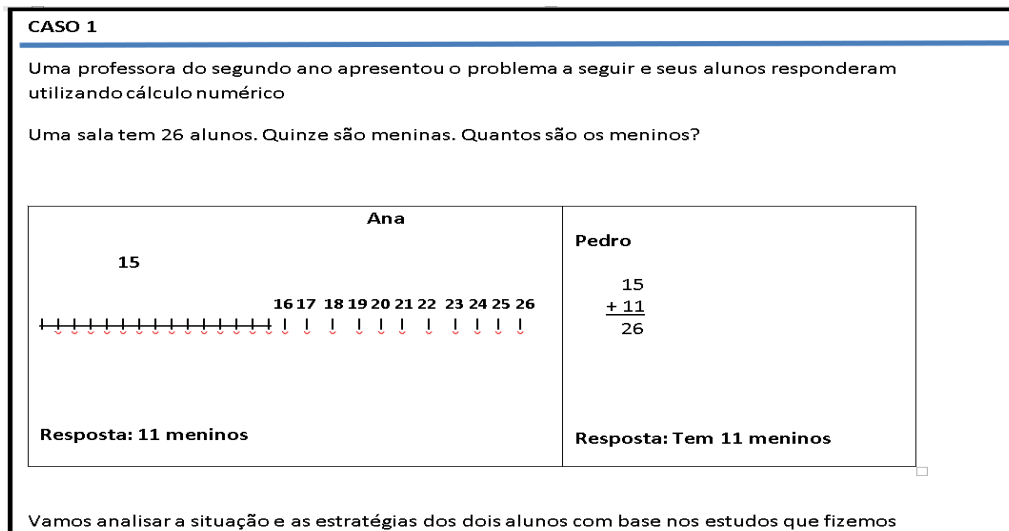 CASO 1
Uma professora do segundo ano apresentou o problema a seguir e seus alunos responderam
utilizando cálculo numérico
Uma sala tem 26 alunos. Quinze são meninas. Quantos são os meninos?
Ana
15
16 17 18 19 20 21 22 23 24 25 26
Resposta: 11 meninos
Pedro
15
+ 11
26
Resposta: Tem 11 meninos
Vamos analisar a situação e as estratégias dos dois alunos com base nos estudos que fizemos